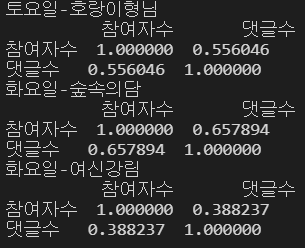 토요일-호랑이형님
참여자수 댓글수
참여자수 1.000000 0.556046
댓글수 0.556046 1.000000
화요일-숲속의담
참여자수 댓글수
참여자수 1.000000 0.657894
댓글수 0.657894 1.000000
화요일-여신강림
참여자수 댓글수
참여자수 1.000000 0.388237
댓글수 0.388237 1.000000